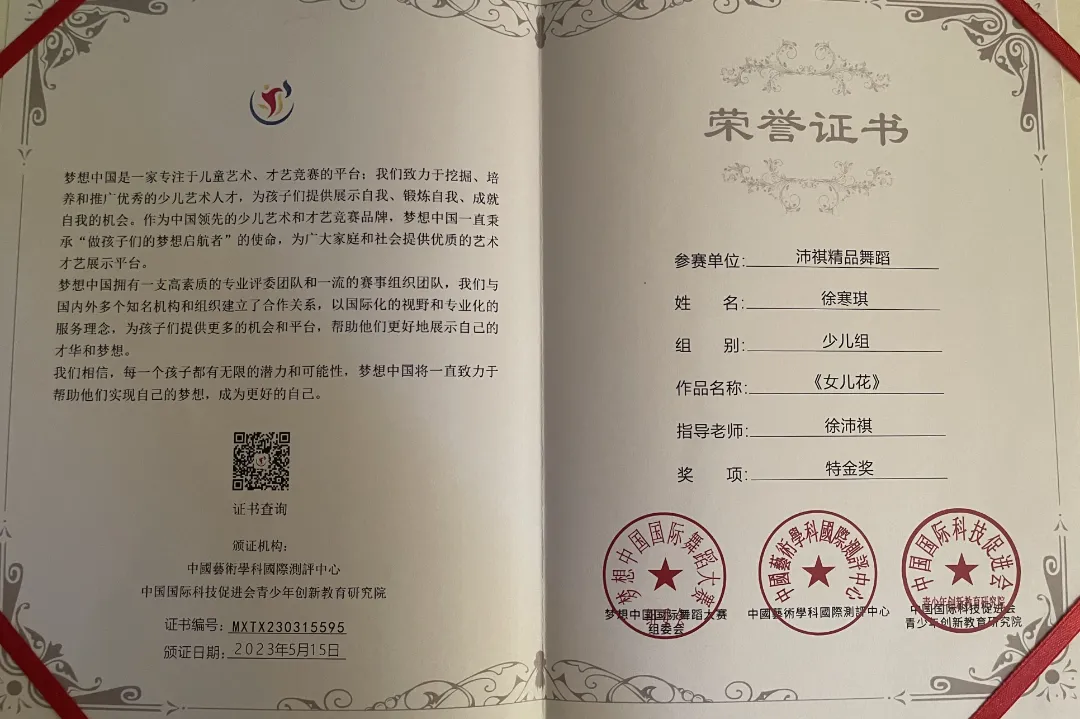 梦想中国是一家专注于儿童艺术、才艺竞赛的平台；我们致力于挖掘、培
养和推广优秀的少儿艺术人才，为孩子们提供展示自我、锻炼自我、成就
自我的机会。作为中国领先的少儿艺术和才艺竞赛品牌，梦想中国一直秉
承“做孩子们的梦想启航者”的使命，为广大家庭和社会提供优质的艺术
才艺展示平台。
梦想中国拥有一支高素质的专业评委团队和一流的赛事组织团队，我们与
国内外多个知名机构和组织建立了合作关系，以国际化的视野和专业化的
服务理念，为孩子们提供更多的机会和平台，帮助他们更好地展示自己的
才华和梦想。
我们相信，每一个孩子都有无限的潜力和可能性，梦想中国将一直致力于
帮助他们实现自己的梦想，成为更好的自己。
证书查询
颁证机构：
中國藝術學科國際測評中心
中国国际科技促进会青少年创新教育研究院
证书编号：MXTX230315595
颁证日期：2023年5月15日
荣誉证书
参赛单位：沛祺精品舞蹈
姓 名：徐寒琪
组 别：少儿组
作品名称：《女儿花》
指导老师：徐沛祺
奖 项：特金奖
梦想中国国际舞蹈大赛
组委会
梦想中国国际舞蹈大赛
组委会
中國藝術學科國際測評中心
中國藝術學科國際測評中心
中国国际科技促进会
青少年创新教育研究院
中国国际科技促进会
青少年创新教育研究院